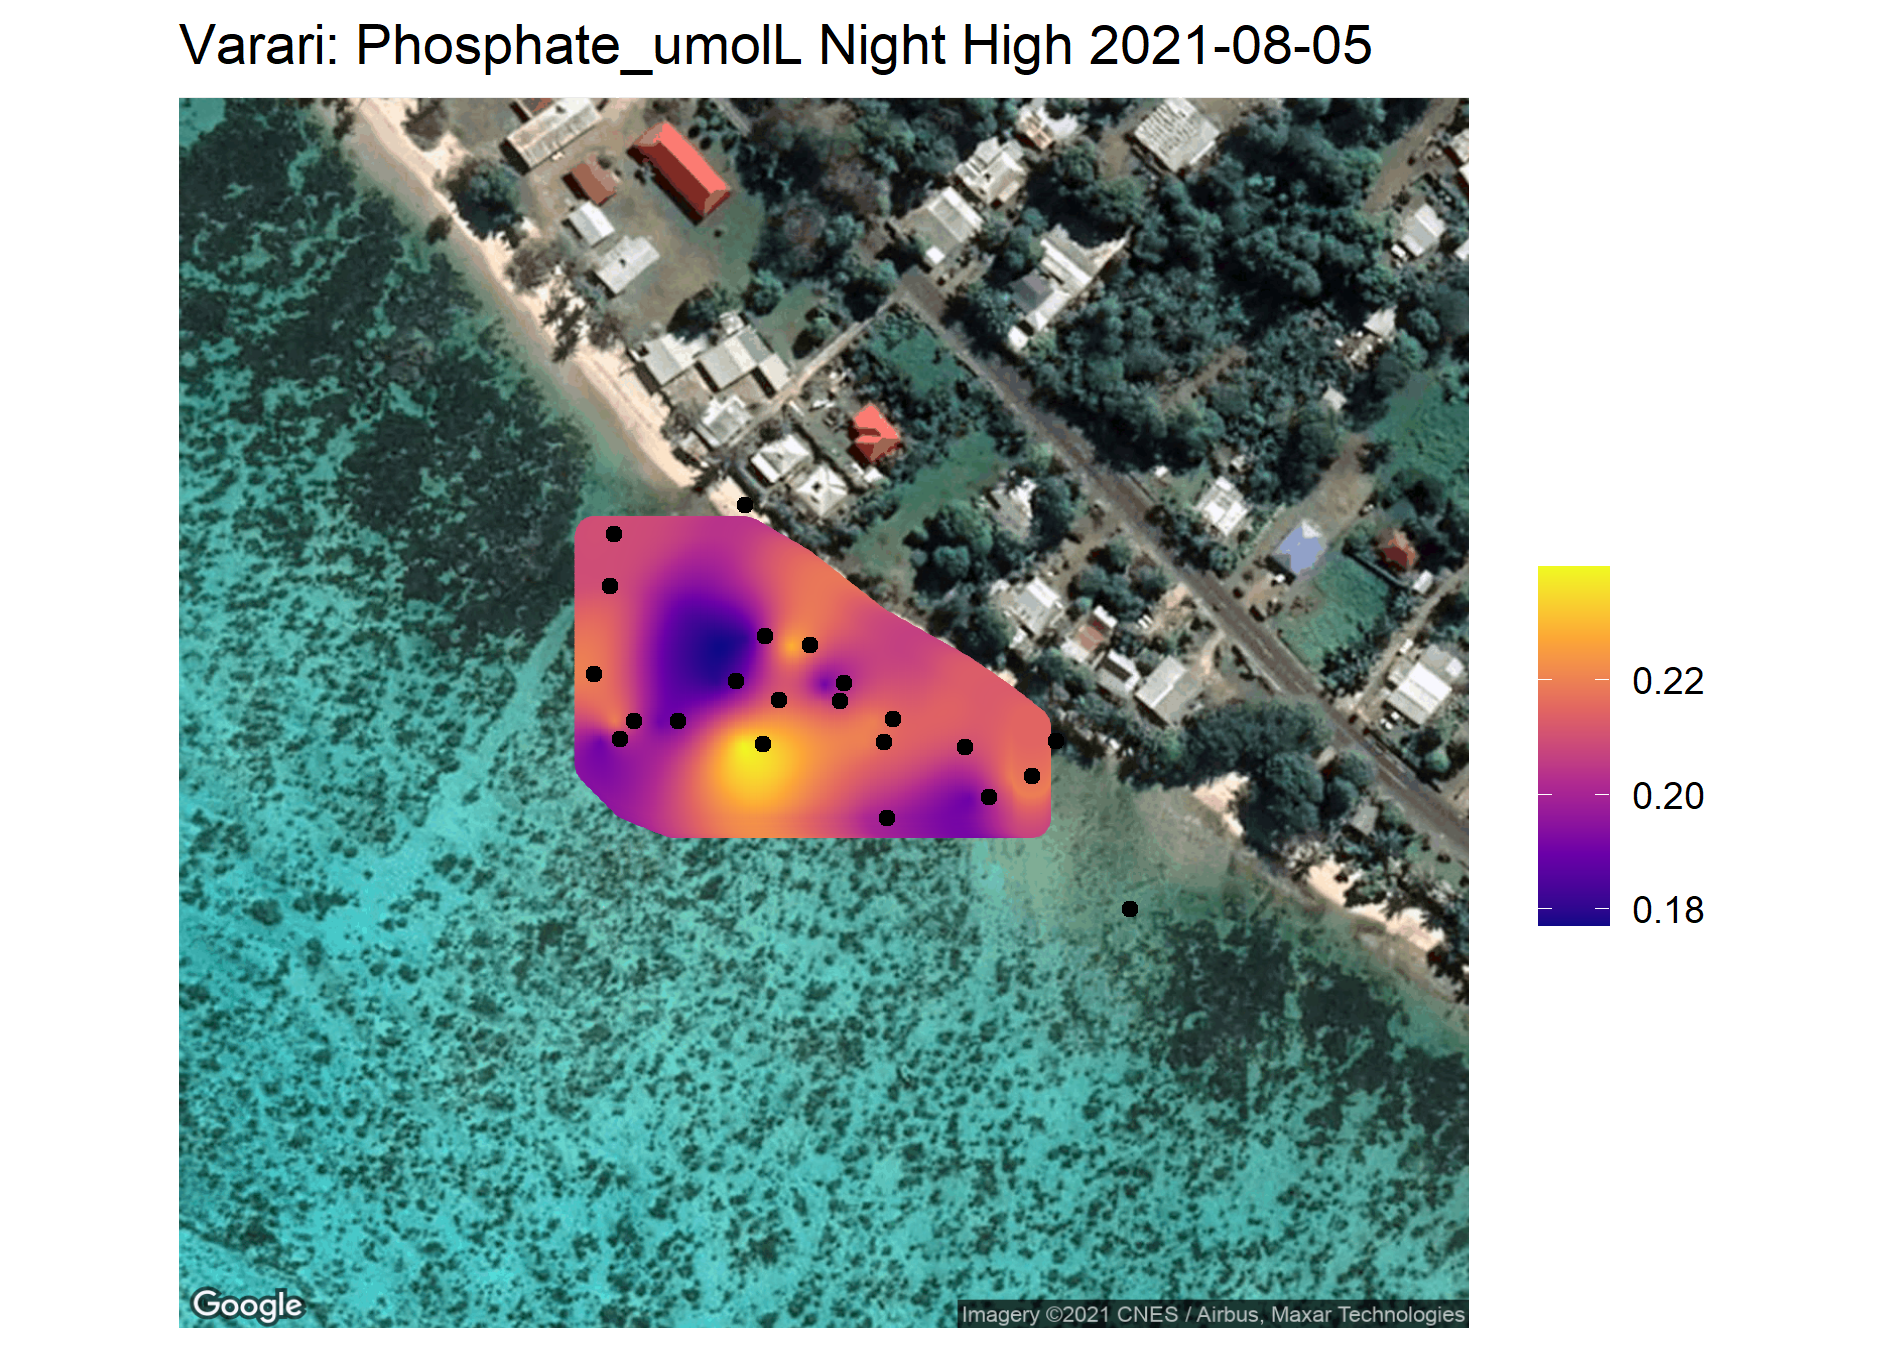 Varari: Phosphate_umolL Night High 2021-08-05
0.22
0.20
0.18
Google
Imagery ©2021 CNES / Airbus, Maxar Technologies